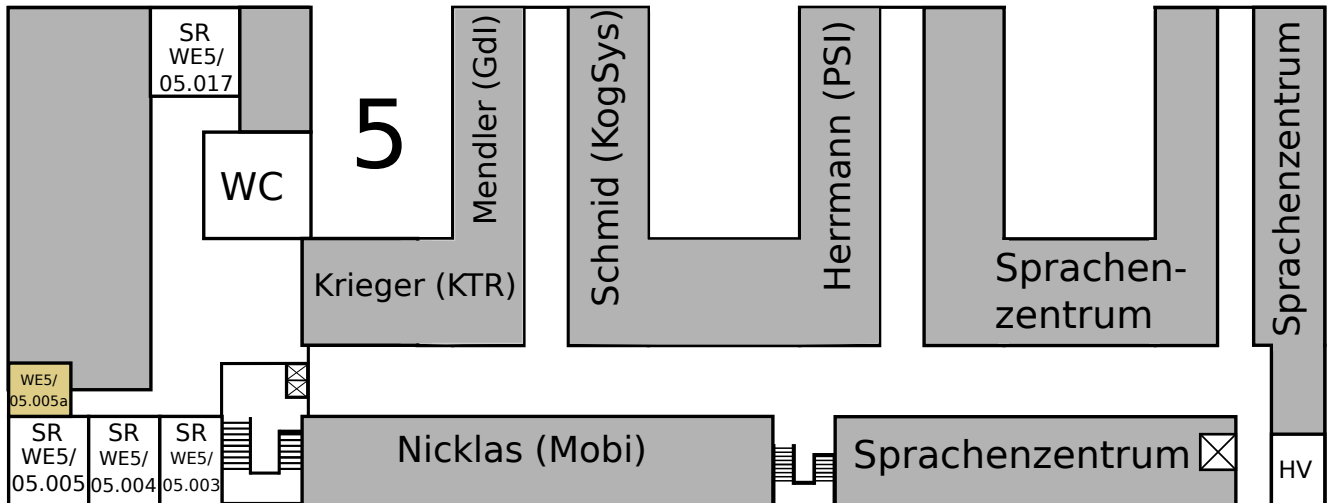 SR
WE5/
05.017
WC
5
Mendler (GdI)
Krieger (KTR)
Schmid (KogSys)
Herrmann (PSI)
Sprachen-
zentrum
Sprachenzentrum
WE5/
05.005a
SR
WE5/
05.005
SR
WE5/
05.004
SR
WE5/
05.003
Nicklas (Mobi)
Sprachenzentrum
HV